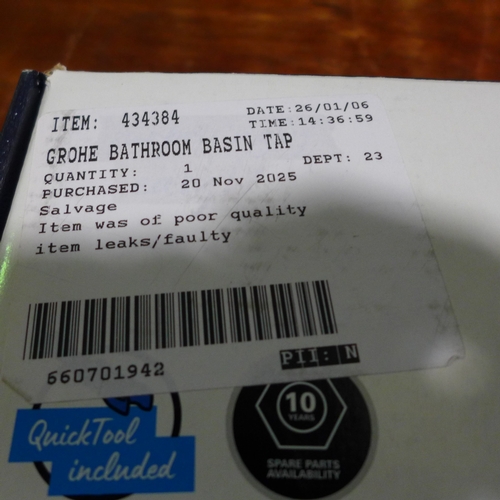 ITEM: 434384
DATE:26/01/06
TIME:14:36:59
GROHE BATHROOM BASIN TAP
QUANTITY: 1
DEPT: 23
PURCHASED: 20 Nov 2025
Salvage
Item was of poor quality
item leaks/faulty
PII: N
660701942
QuickTool
included
10
YEARS
SPARE PARTS
AVAILABILITY